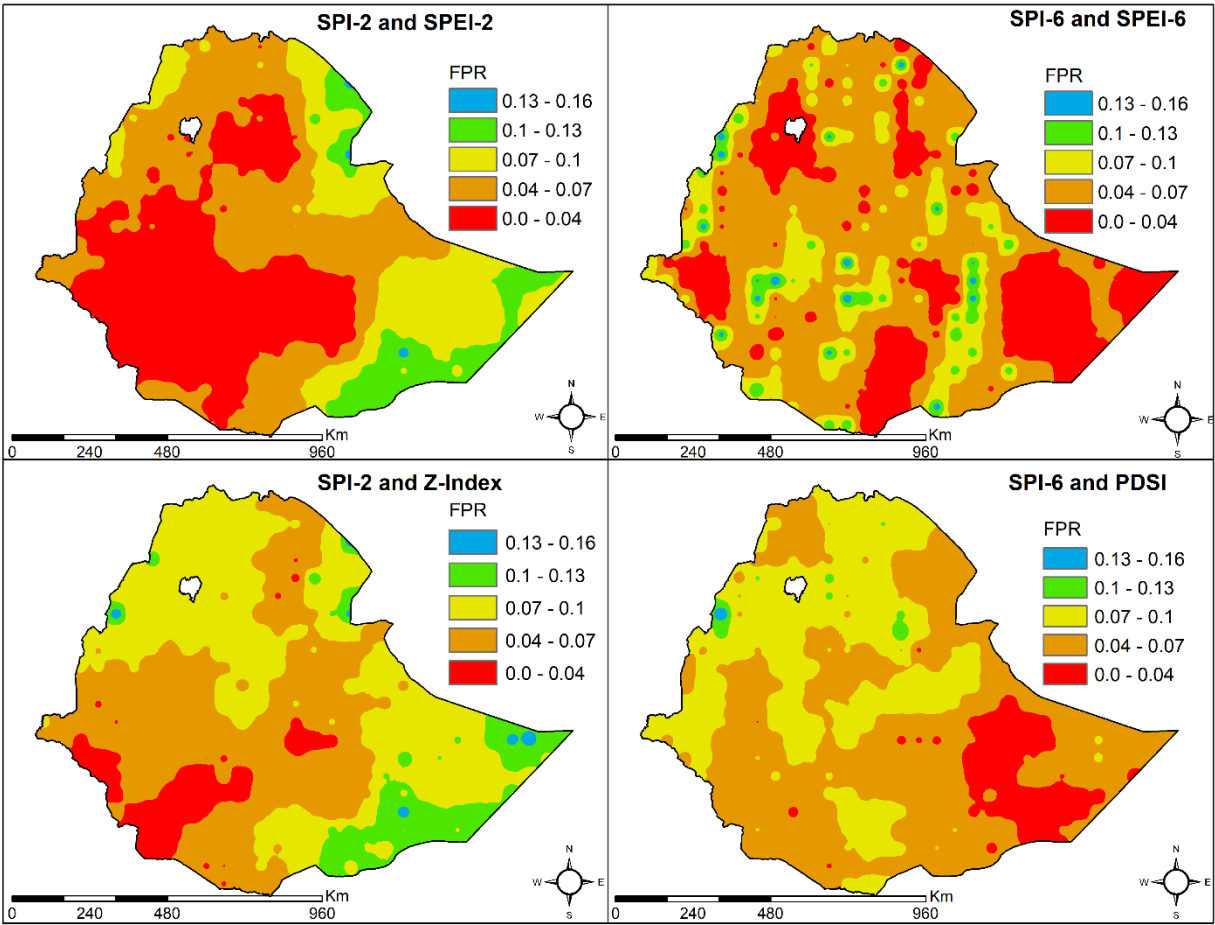 SPI-2 and SPEI-2
FPR
0.13 - 0.16
0.1 - 0.13
0.07 - 0.1
0.04 - 0.07
0.0 - 0.04
N
W E
S
Km
0 240 480 960
SPI-6 and SPEI-6
FPR
0.13 - 0.16
0.1 - 0.13
0.07 - 0.1
0.04 - 0.07
0.0 - 0.04
N
W E
S
Km
0 240 480 960
SPI-2 and Z-Index
FPR
0.13 - 0.16
0.1 - 0.13
0.07 - 0.1
0.04 - 0.07
0.0 - 0.04
N
W E
S
Km
0 240 480 960
SPI-6 and PDSI
FPR
0.13 - 0.16
0.1 - 0.13
0.07 - 0.1
0.04 - 0.07
0.0 - 0.04
N
W E
S
Km
0 240 480 960